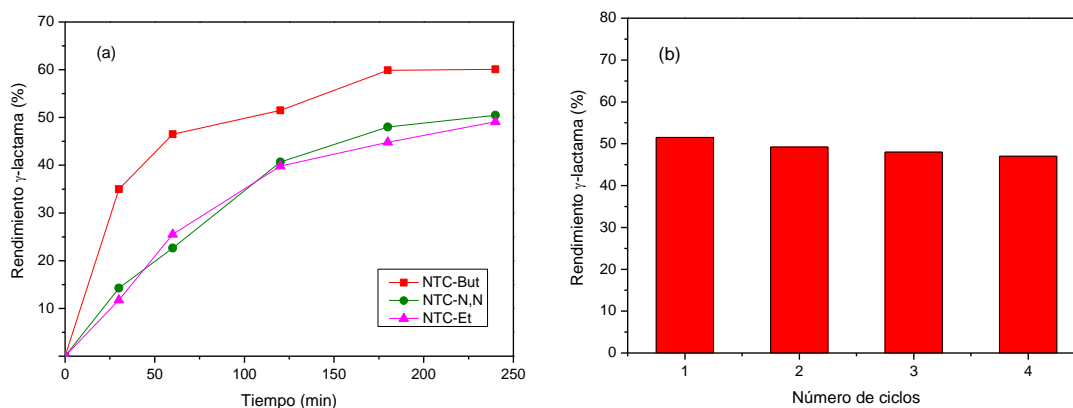 (a)
Rendimiento γ-lactama (%)
70
60
50
40
30
20
10
0 50 100 150 200 250
Tiempo (min)
NTC-But
NTC-N,N
NTC-Et
(b)
Rendimiento γ-lactama (%)
80
70
60
50
40
30
20
10
0
1 2 3 4
Número de ciclos